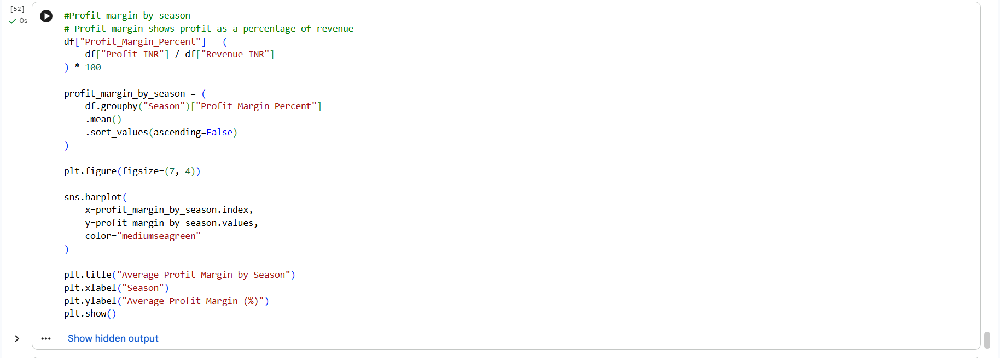 [52]
0s
#Profit margin by season
# Profit margin shows profit as a percentage of revenue
df["Profit_Margin_Percent"] = (
    df["Profit_INR"] / df["Revenue_INR"]
) * 100

profit_margin_by_season = (
    df.groupby("Season")["Profit_Margin_Percent"]
    .mean()
    .sort_values(ascending=False)
)

plt.figure(figsize=(7, 4))

sns.barplot(
    x=profit_margin_by_season.index,
    y=profit_margin_by_season.values,
    color="mediumseagreen"
)

plt.title("Average Profit Margin by Season")
plt.xlabel("Season")
plt.ylabel("Average Profit Margin (%)")
plt.show()
Show hidden output